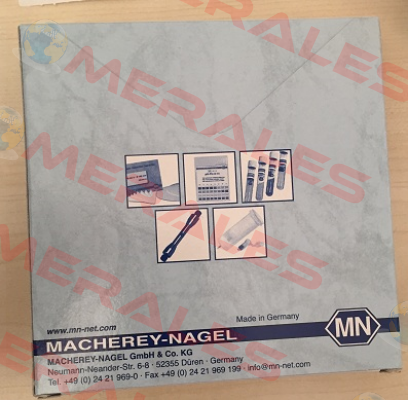 MERALES
MERALES
MERALES
www.mn-net.com
Made in Germany
MACHEREY-NAGEL
MN
MACHEREY-NAGEL GmbH & Co. KG
Neumann-Neander-Str. 6-8 · 52355 Düren · Germany
Tel. +49 (0) 24 21 969-0 · Fax +49 (0) 24 21 969 199 · info@mn-net.com